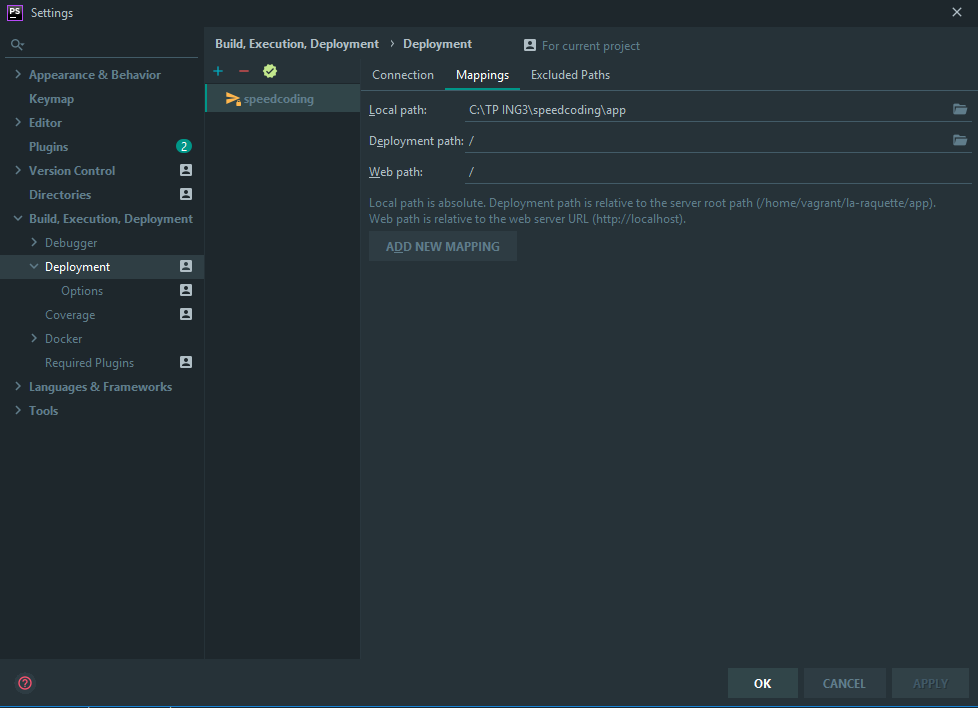 PS Settings
Build, Execution, Deployment › Deployment For current project
Appearance & Behavior
Keymap
Editor
Plugins 2
Version Control
Directories
Build, Execution, Deployment
Debugger
Deployment
Options
Coverage
Docker
Required Plugins
Languages & Frameworks
Tools
speedcoding
Connection Mappings Excluded Paths
Local path: C:\TP ING3\speedcoding\app
Deployment path: /
Web path: /
Local path is absolute. Deployment path is relative to the server root path (/home/vagrant/la-raquette/app).
Web path is relative to the web server URL (http://localhost).
ADD NEW MAPPING
?
OK CANCEL APPLY